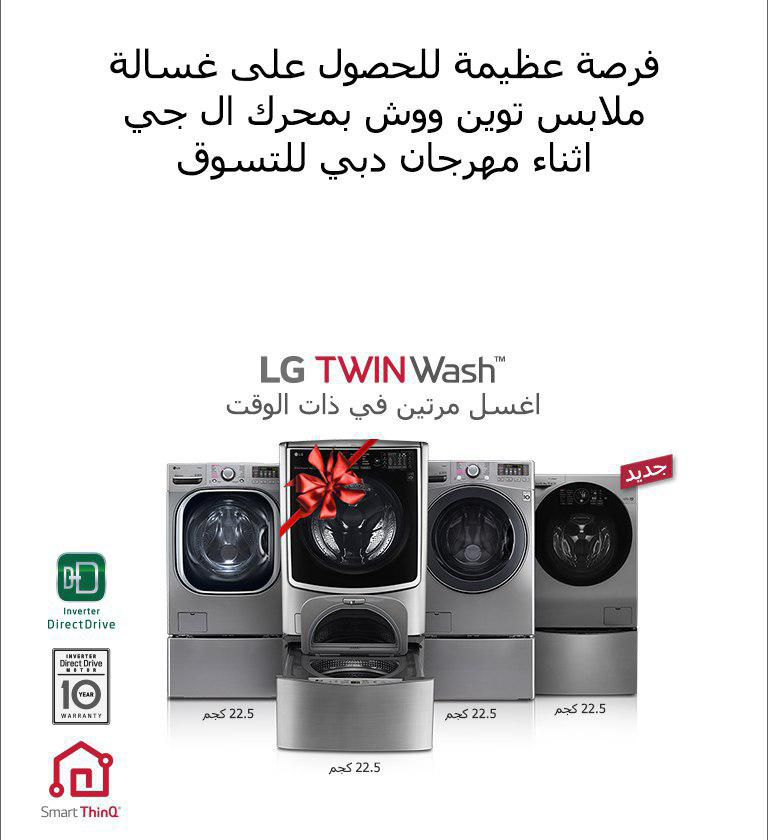 فرصة عظيمة للحصول على غسالة
ملابس توين ووش بمحرك ال جي
اثناء مهرجان دبي للتسوق
LG TWINWash™
اغسل مرتين في ذات الوقت
جديد
22.5 كجم
22.5 كجم
22.5 كجم
22.5 كجم
Inverter
DirectDrive
INVERTER
Direct Drive
MOTOR
10 YEAR
WARRANTY
Smart ThinQ